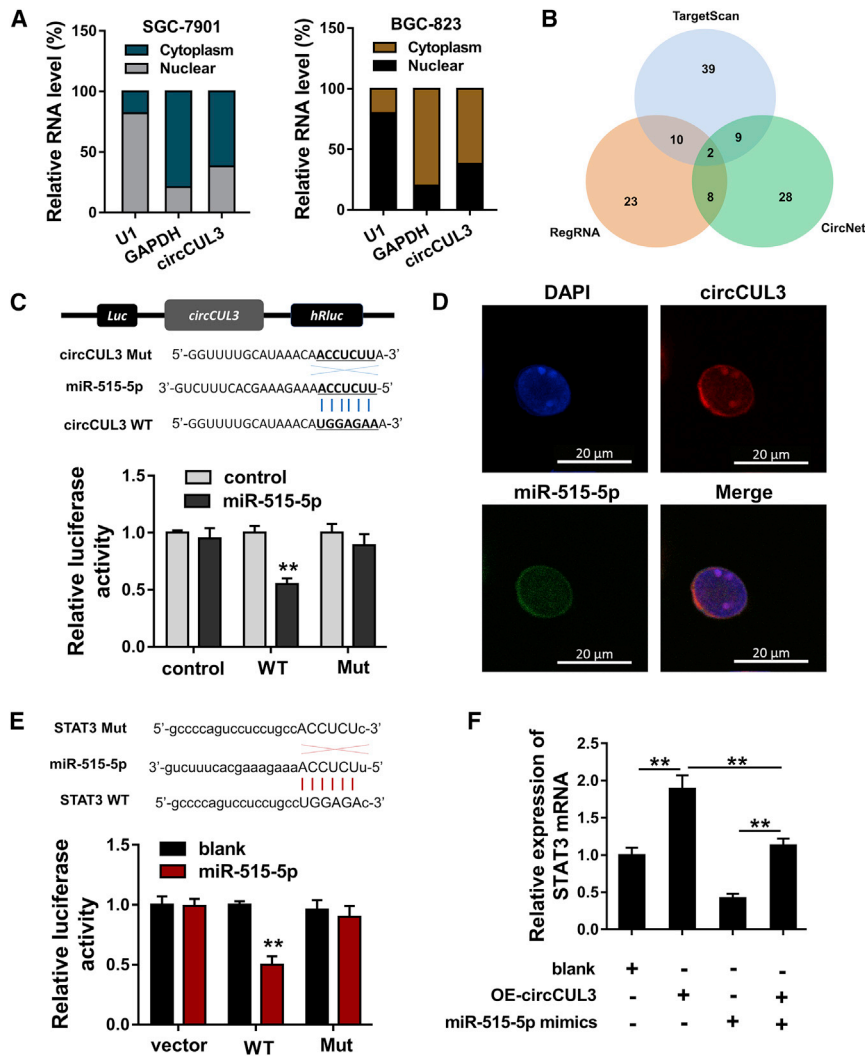 A
SGC-7901
Cytoplasm
Nuclear
Relative RNA level (%)
100
50
0
U1
GAPDH
circCUL3
BGC-823
Cytoplasm
Nuclear
Relative RNA level (%)
100
50
0
U1
GAPDH
circCUL3
B
TargetScan
39
10
9
2
23
8
28
RegRNA
CircNet
C
Luc
circCUL3
hRluc
circCUL3 Mut 5’-GGUUUUGCAUAAACAACCUCUUA-3’
miR-515-5p 3’-GUCUUUCACGAAAGAAAACCUCUU-5’
circCUL3 WT 5’-GGUUUUGCAUAAACAUGGAGAAA-3’
control
miR-515-5p
Relative luciferase
activity
1.5
1.0
0.5
0.0
**
control
WT
Mut
D
DAPI
circCUL3
20 μm
20 μm
miR-515-5p
Merge
20 μm
20 μm
E
STAT3 Mut 5’-gccccaguccuccugccACCUCUc-3’
miR-515-5p 3’-gucuuucacgaaagaaaACCUCUu-5’
STAT3 WT 5’-gccccaguccuccugccUGGAGAc-3’
blank
miR-515-5p
Relative luciferase
activity
1.5
1.0
0.5
0.0
**
vector
WT
Mut
F
Relative expression of
STAT3 mRNA
2.5
2.0
1.5
1.0
0.5
0.0
**
**
**
blank + - - -
OE-circCUL3 - + - +
miR-515-5p mimics - - + +